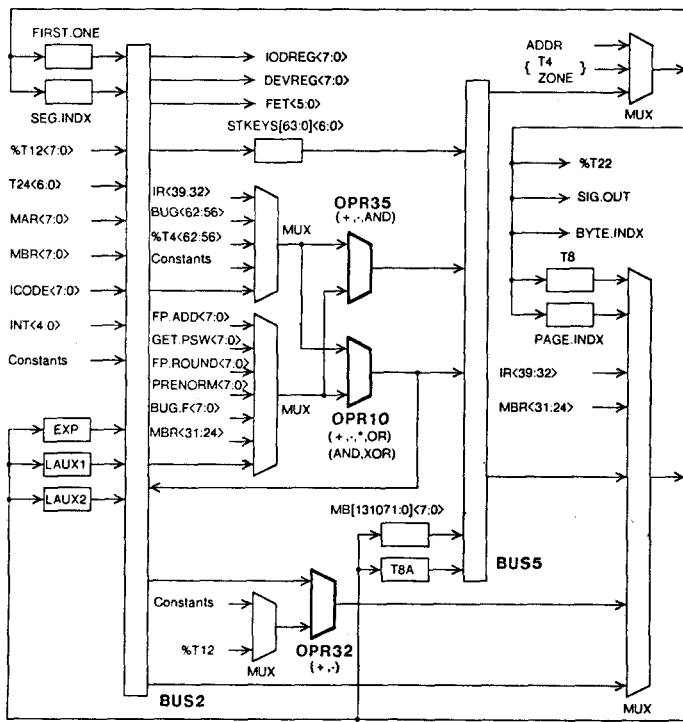 FIRST.ONE
SEG.INDX
%T12<7:0>
T24<6:0>
MAR<7:0>
MBR<7:0>
ICODE<7:0>
INT<4:0>
Constants
EXP
LAUX1
LAUX2
BUS2
IODREG<7:0>
DEVREG<7:0>
FET<5:0>
STKEYS[63:0]<6:0>
IR<39:32>
BUG<62:56>
%T4<62:56>
Constants
MUX
FP.ADD<7:0>
GET.PSW<7:0>
FP.ROUND<7:0>
PRENORM<7:0>
BUG.F<7:0>
MBR<31:24>
MUX
OPR35
(+,-,AND)
OPR10
(+,-,*,OR)
(AND,XOR)
MB[131071:0]<7:0>
T8A
BUS5
Constants
%T12
MUX
OPR32
(+,-)
ADDR
{ T4 }
ZONE
MUX
%T22
SIG.OUT
BYTE.INDX
T8
PAGE.INDX
IR<39:32>
MBR<31:24>
MUX